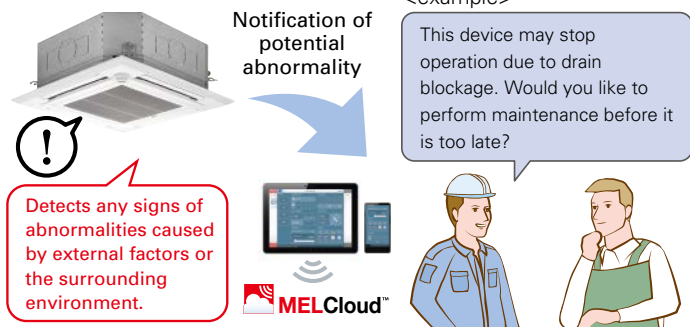 <example>
Notification of
potential
abnormality
This device may stop
operation due to drain
blockage. Would you like to
perform maintenance before it
is too late?
!
Detects any signs of
abnormalities caused
by external factors or
the surrounding
environment.
MELCloud™